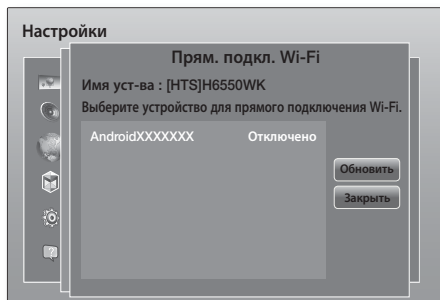 Настройки
Прям. подкл. Wi-Fi
Имя уст-ва : [HTS]H6550WK
Выберите устройство для прямого подключения Wi-Fi.
AndroidXXXXXXX Отключено
Обновить
Закрыть
?